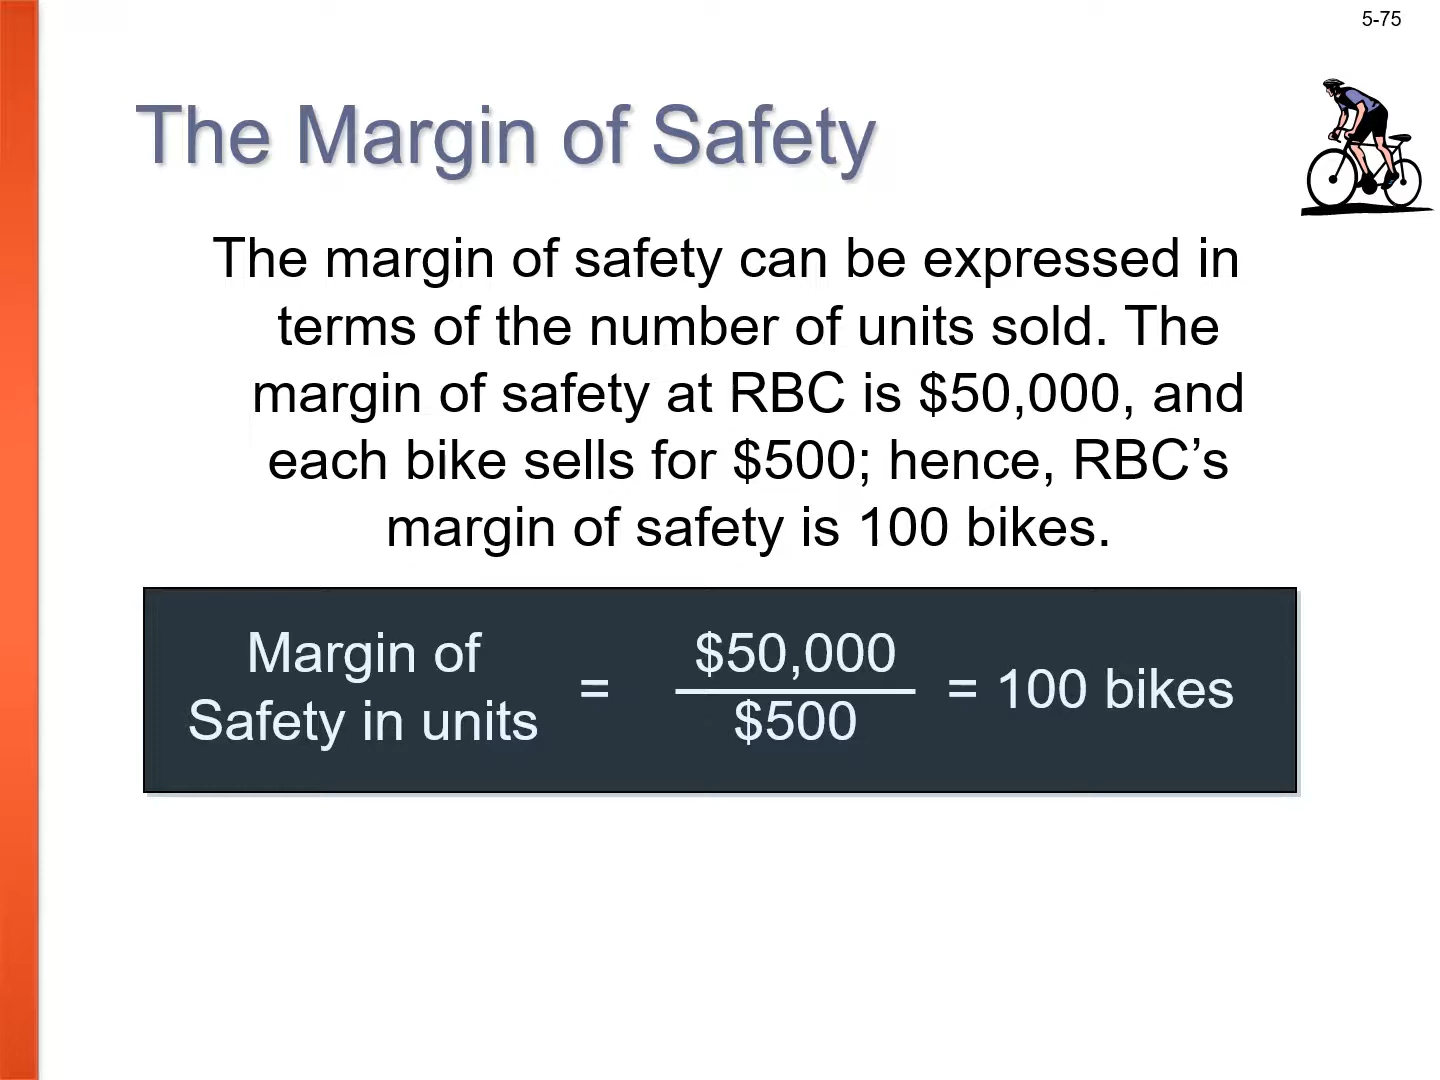 5-75
The Margin of Safety
The margin of safety can be expressed in
terms of the number of units sold. The
margin of safety at RBC is $50,000, and
each bike sells for $500; hence, RBC’s
margin of safety is 100 bikes.
Margin of
Safety in units
=
$50,000
$500
= 100 bikes